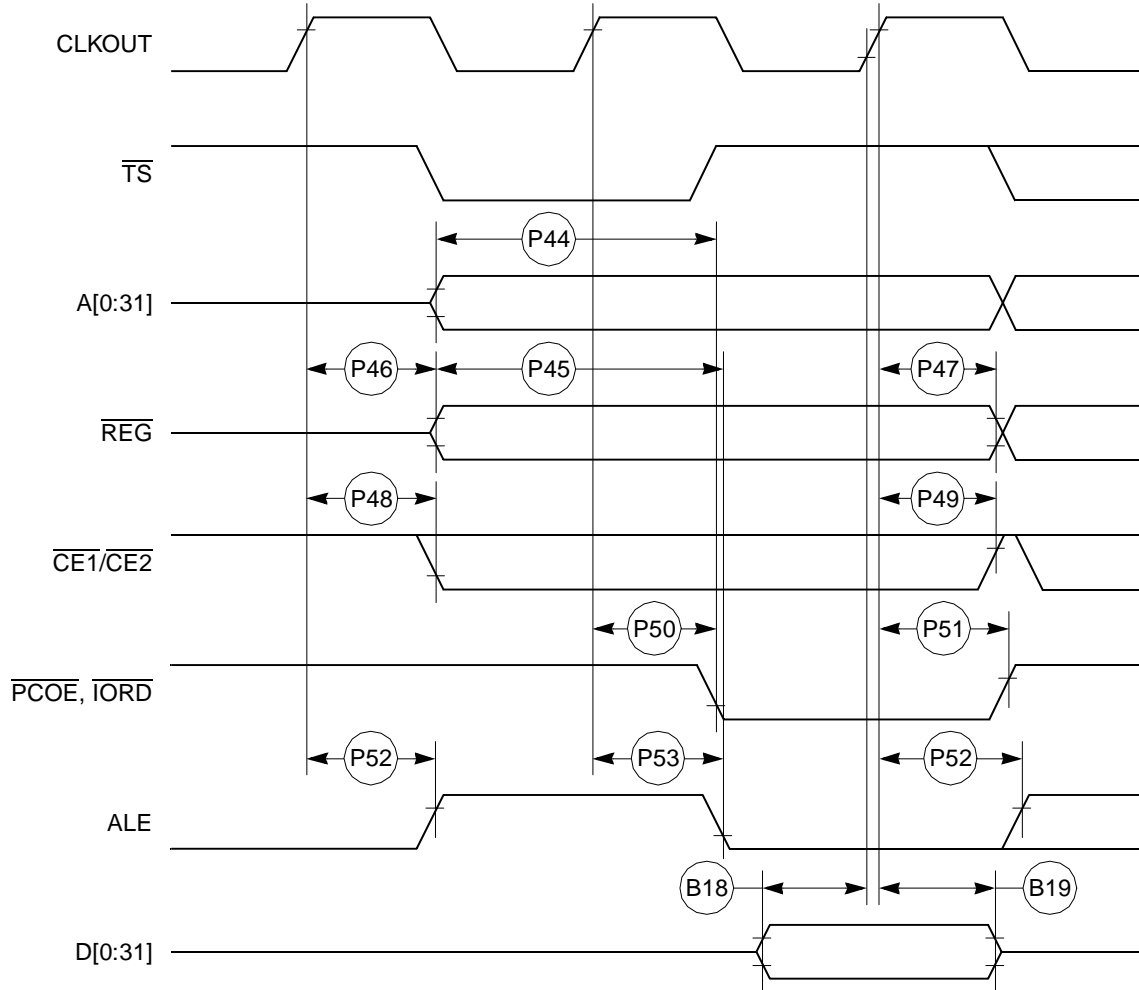 CLKOUT
TS
P44
A[0:31]
P46 P45 P47
REG
P48 P49
CE1/CE2
P50 P51
PCOE, IORD
P52 P53 P52
ALE
B18 B19
D[0:31]